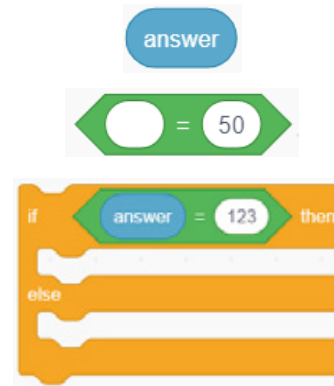 answer
= 50
if answer = 123 then
else